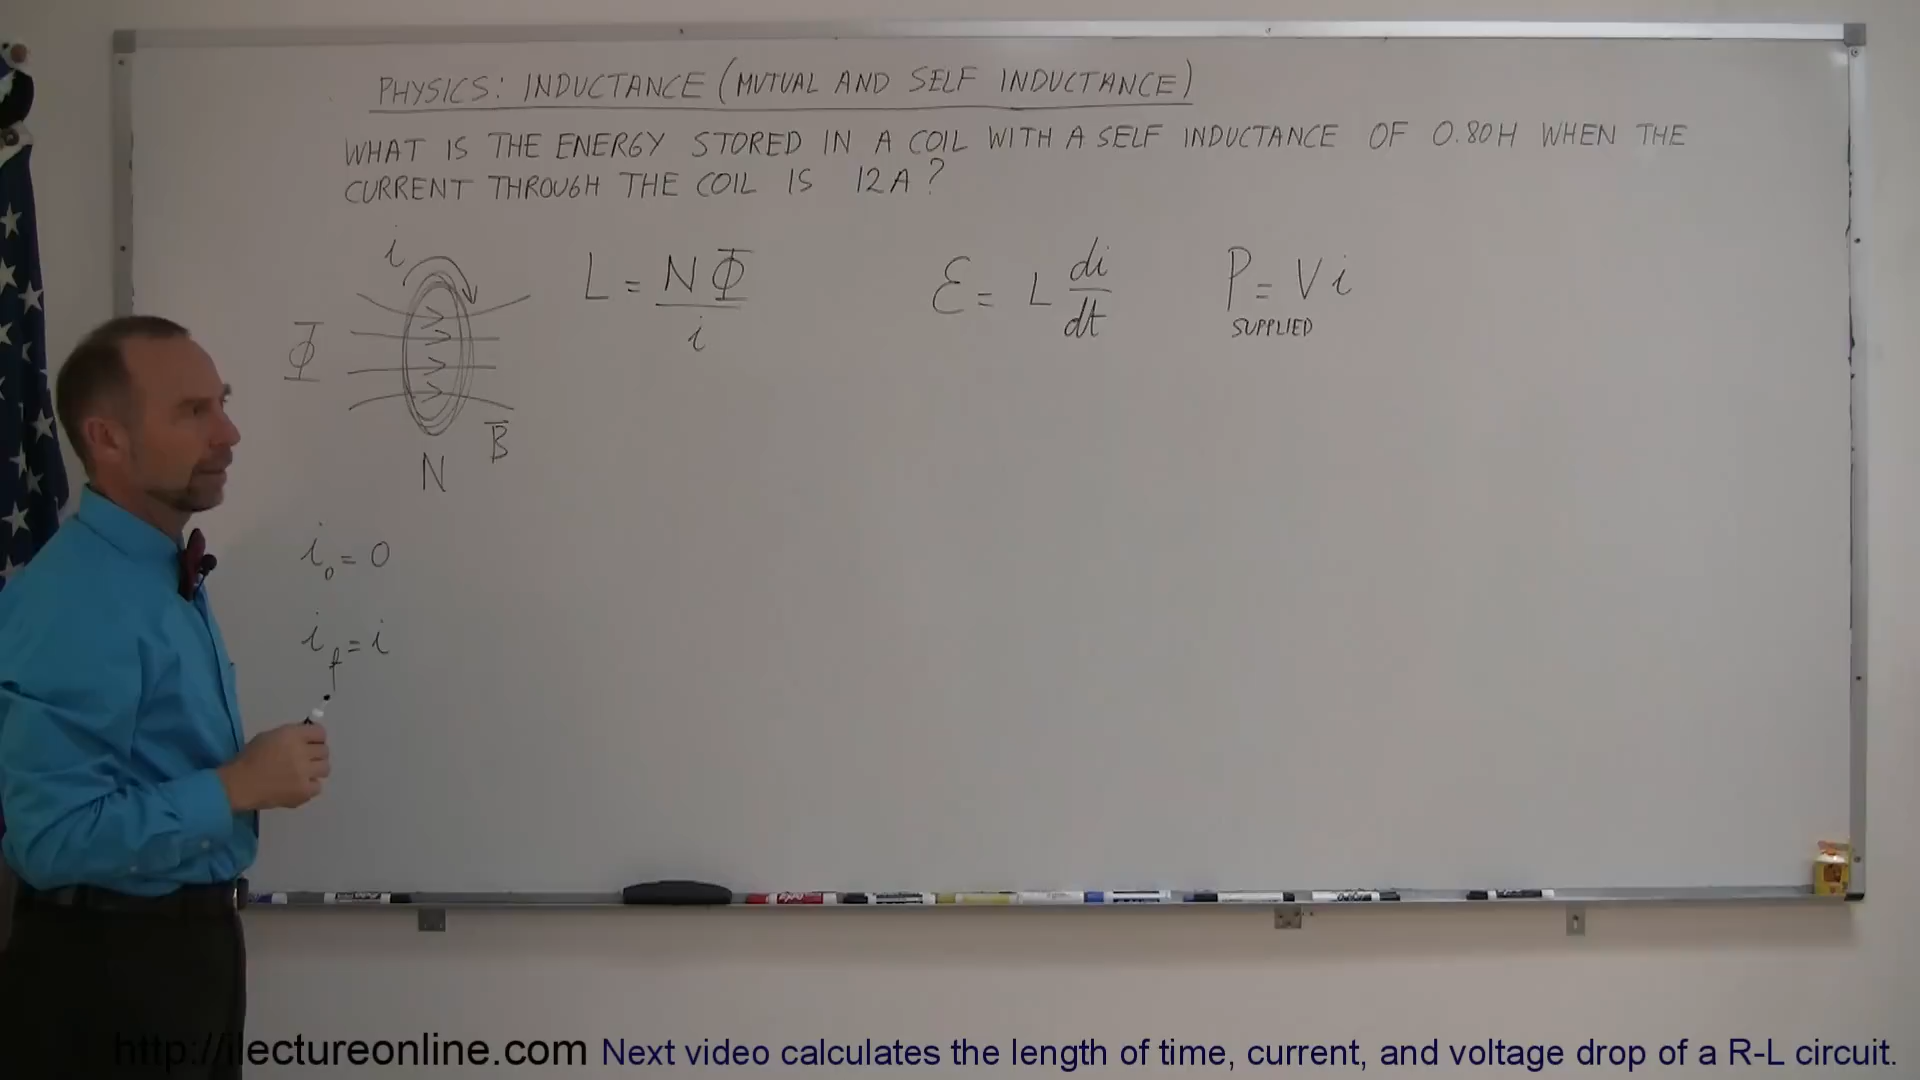 PHYSICS: INDUCTANCE (MUTUAL AND SELF INDUCTANCE)
WHAT IS THE ENERGY STORED IN A COIL WITH A SELF INDUCTANCE OF 0.80H WHEN THE
CURRENT THROUGH THE COIL IS 12A?
i
L = NΦ / i
ℰ = L di/dt
P = Vi
SUPPLIED
Φ
B
N
i₀ = 0
i_f = i
http://ilectureonline.com Next video calculates the length of time, current, and voltage drop of a R-L circuit.